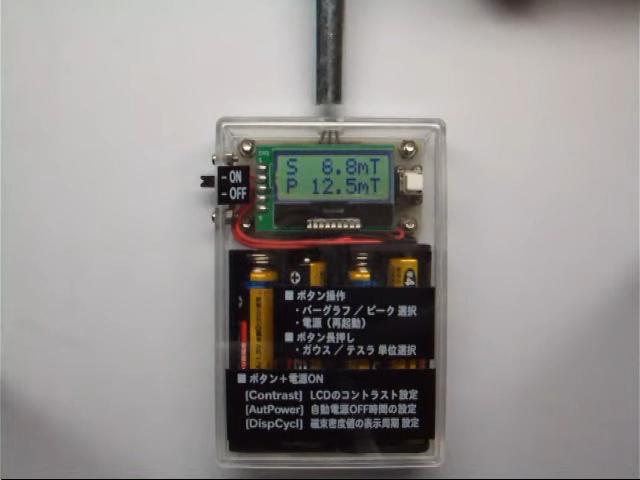 S 8.8mT
P 12.5mT
- ON
- OFF
■ ボタン操作
・バーグラフ / ピーク 選択
・電源 (再起動)
■ ボタン長押し
・ガウス / テスラ 単位選択
■ ボタン+電源ON
[Contrast] LCDのコントラスト設定
[AutPower] 自動電源OFF時間の設定
[DispCycl] 磁束密度値の表示周期 設定